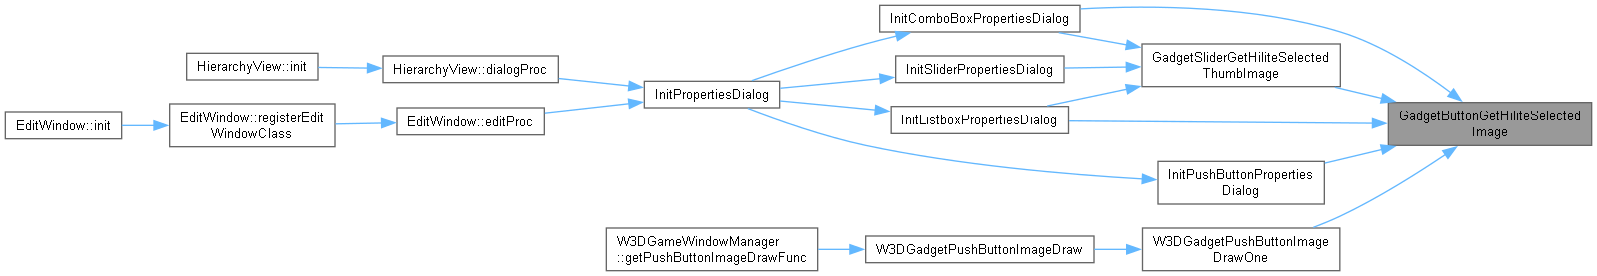 InitComboBoxPropertiesDialog
HierarchyView::init
HierarchyView::dialogProc
InitSliderPropertiesDialog
GadgetSliderGetHiliteSelected
ThumbImage
InitPropertiesDialog
EditWindow::init
EditWindow::registerEdit
WindowClass
EditWindow::editProc
InitListboxPropertiesDialog
GadgetButtonGetHiliteSelected
Image
InitPushButtonProperties
Dialog
W3DGameWindowManager
::getPushButtonImageDrawFunc
W3DGadgetPushButtonImageDraw
W3DGadgetPushButtonImage
DrawOne